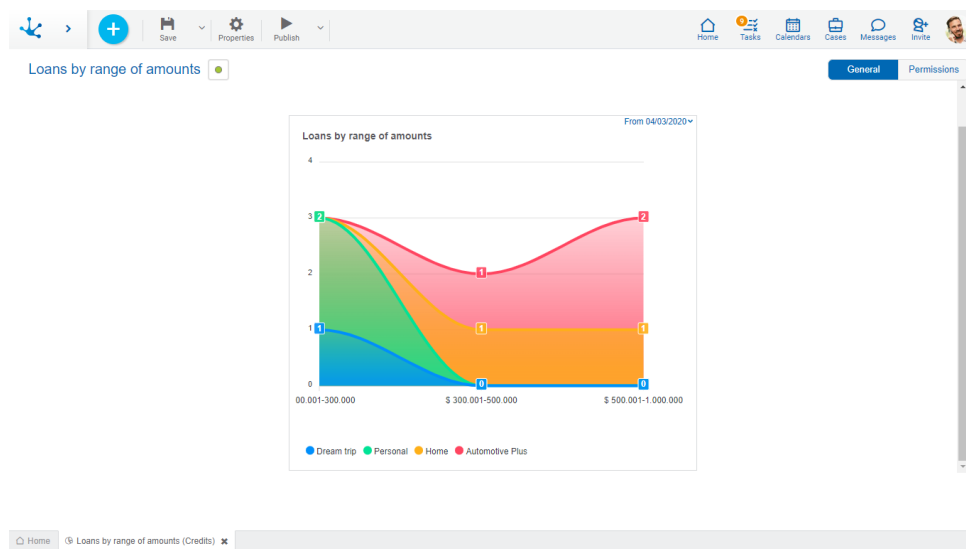 Save
Properties
Publish
Home
9
Tasks
Calendars
Cases
Messages
Invite
Loans by range of amounts
General
Permissions
From 04/03/2020
Loans by range of amounts
4
3
2
2
2
1
1
1
1
1
0
0
0
00.001-300.000
$ 300.001-500.000
$ 500.001-1.000.000
Dream trip
Personal
Home
Automotive Plus
Home
Loans by range of amounts (Credits)